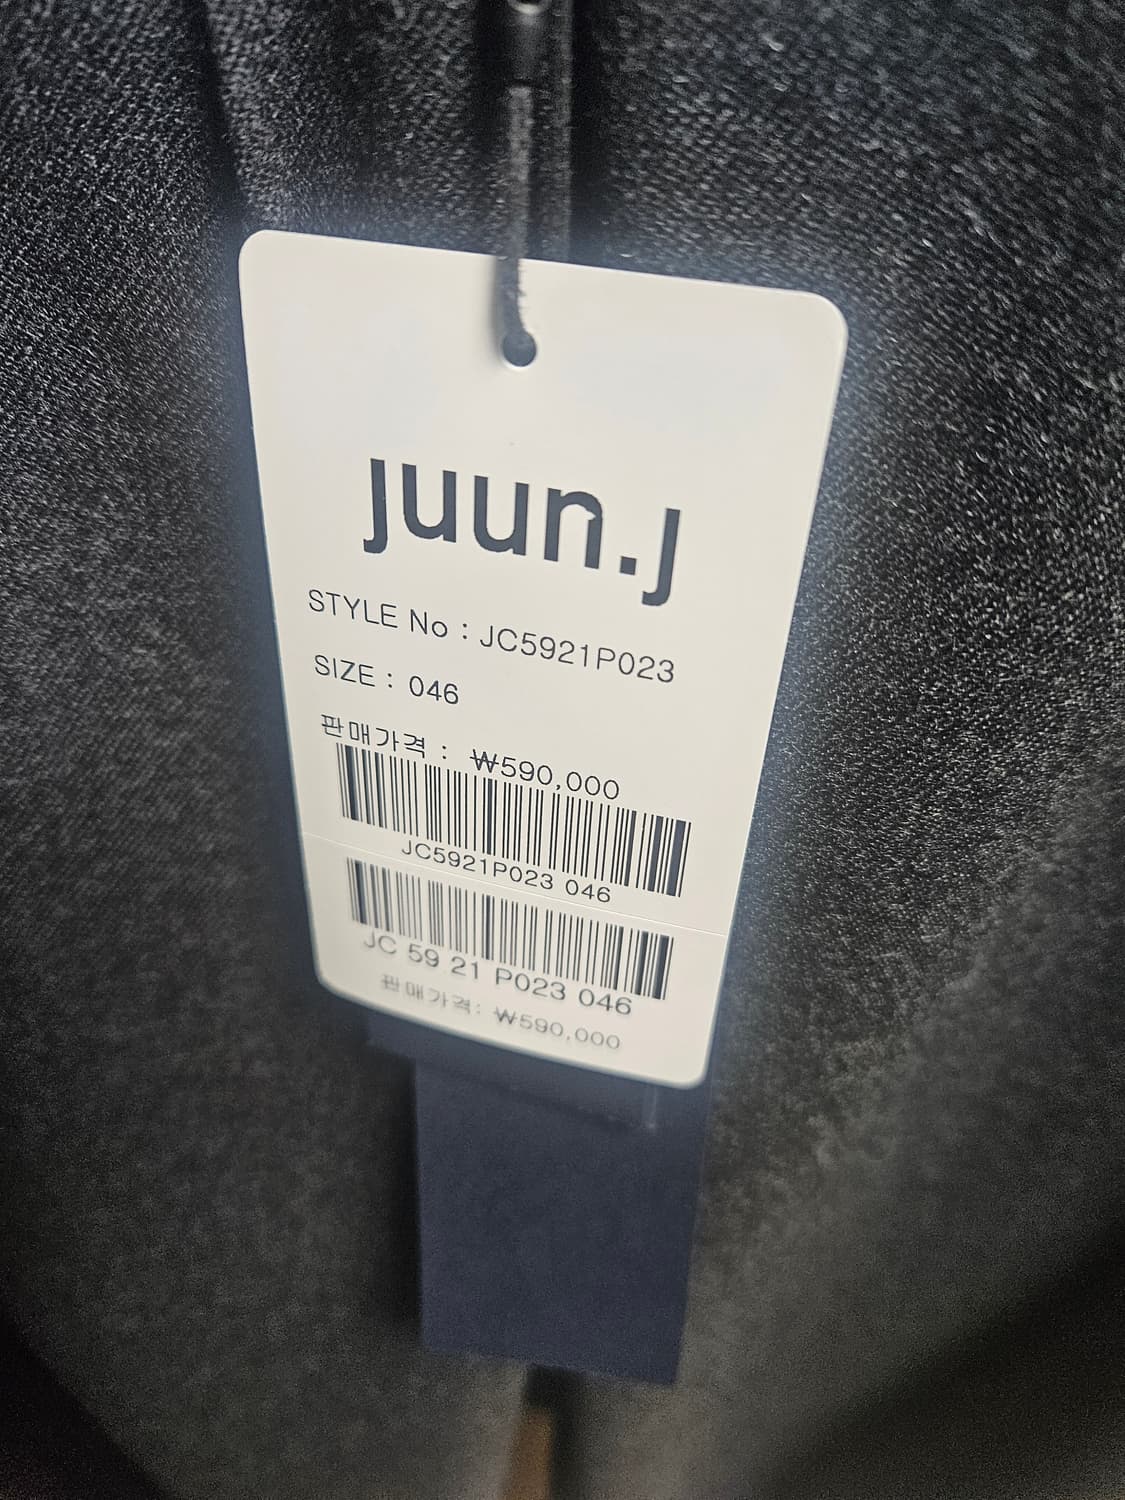 juun.j
STYLE No : JC5921P023
SIZE : 046
판매가격 : ₩590,000
JC5921P023 046
JC 59 21 P023 046
판매가격: ₩590,000